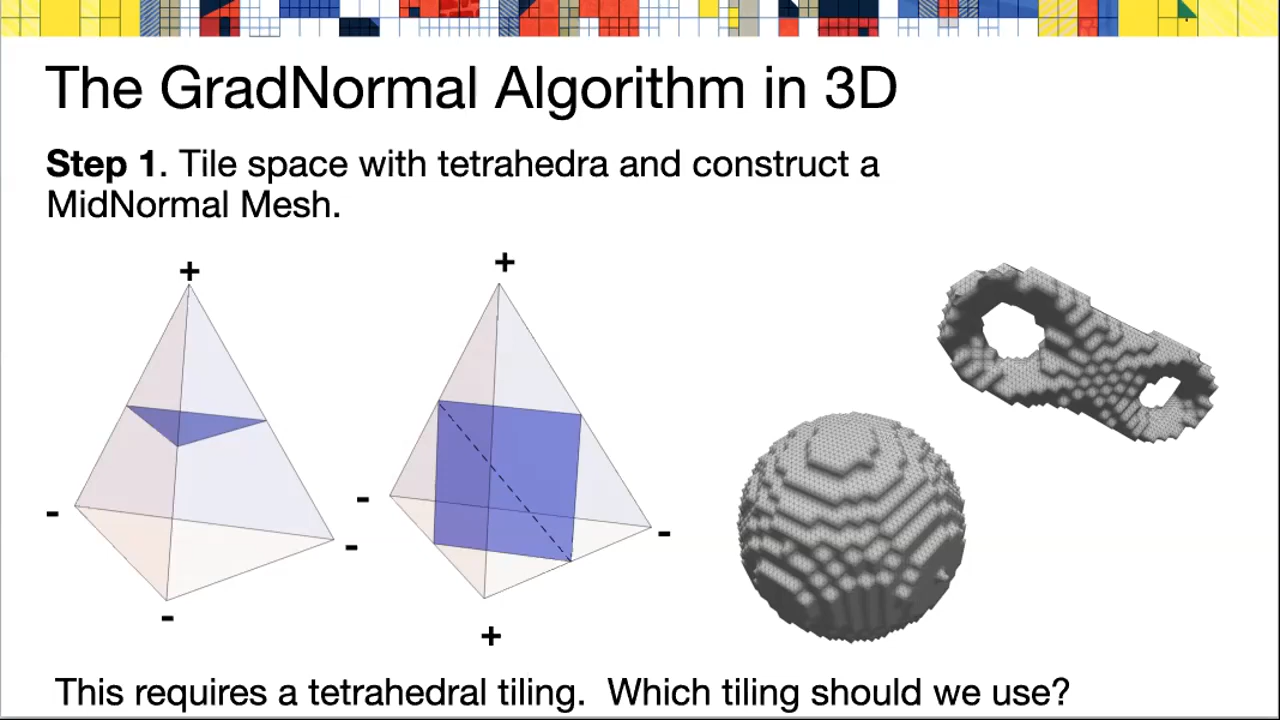 The GradNormal Algorithm in 3D
Step 1. Tile space with tetrahedra and construct a
MidNormal Mesh.
+
+
-
-
-
-
-
+
This requires a tetrahedral tiling. Which tiling should we use?